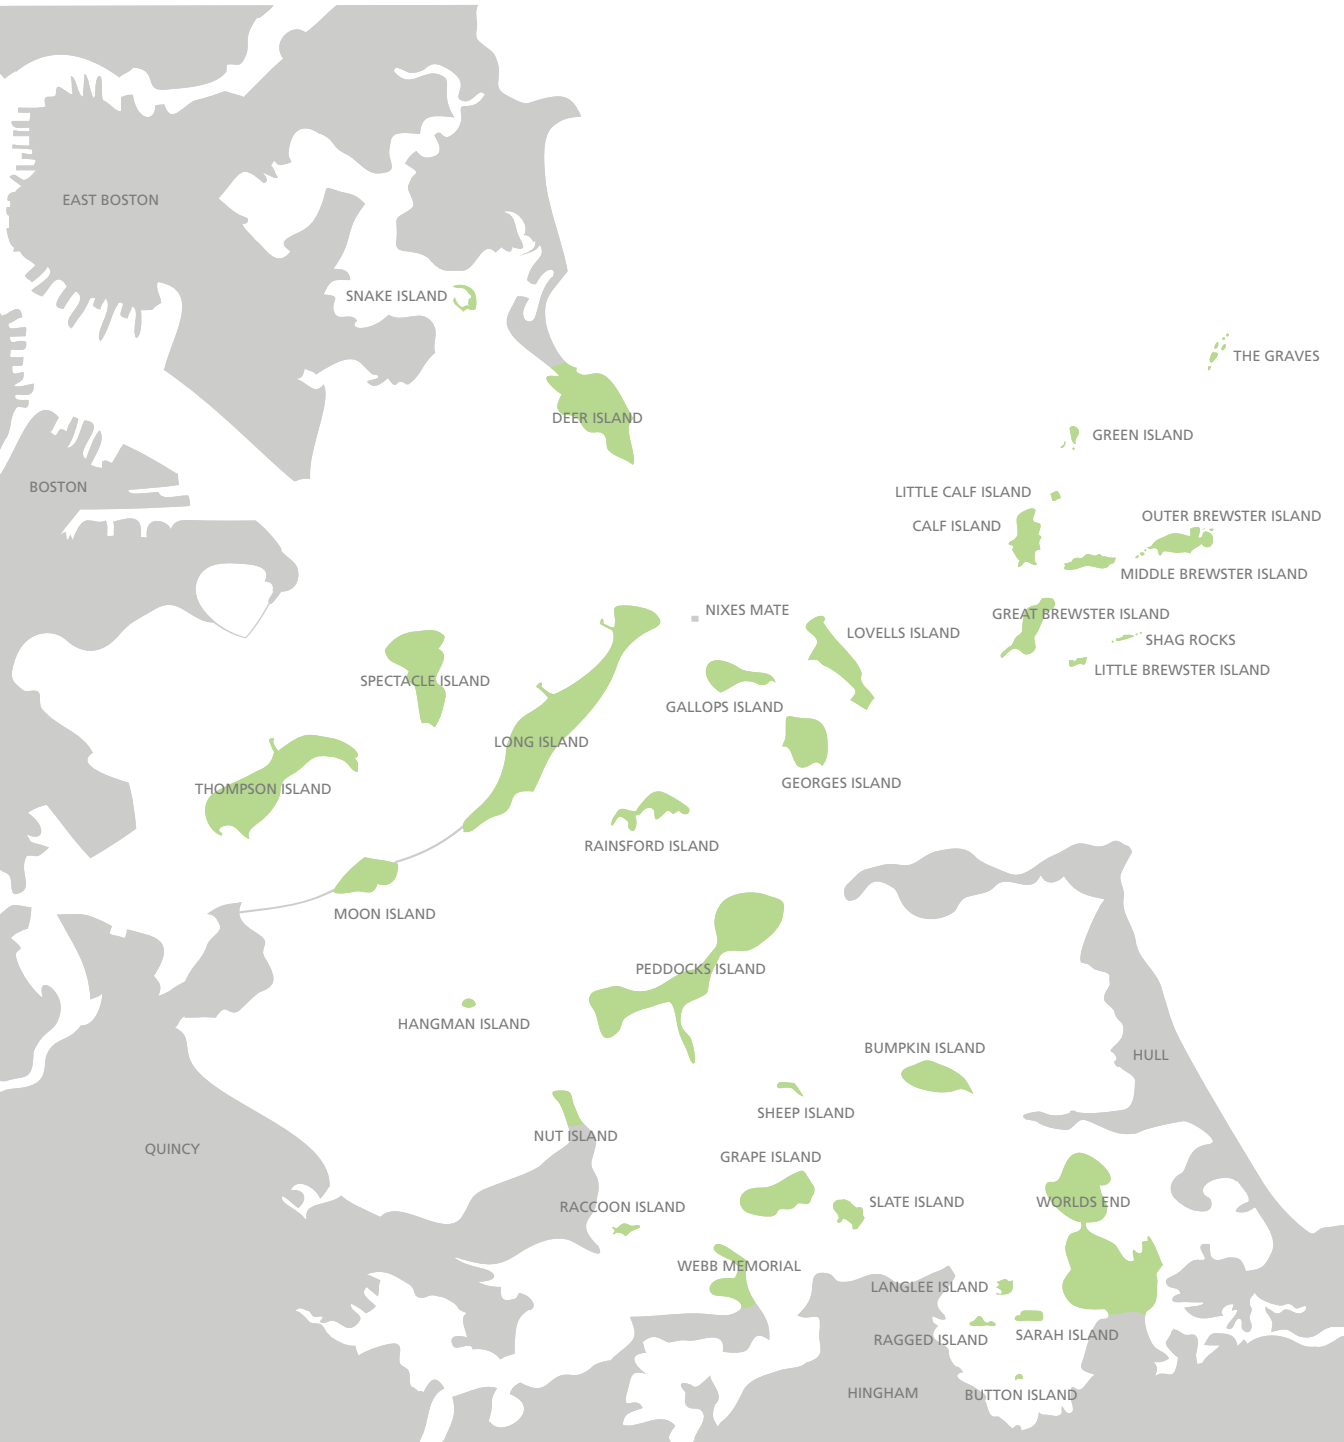 EAST BOSTON
SNAKE ISLAND
THE GRAVES
DEER ISLAND
GREEN ISLAND
BOSTON
LITTLE CALF ISLAND
OUTER BREWSTER ISLAND
CALF ISLAND
MIDDLE BREWSTER ISLAND
NIXES MATE
GREAT BREWSTER ISLAND
LOVELLS ISLAND
SHAG ROCKS
LITTLE BREWSTER ISLAND
SPECTACLE ISLAND
GALLOPS ISLAND
LONG ISLAND
GEORGES ISLAND
THOMPSON ISLAND
RAINSFORD ISLAND
MOON ISLAND
PEDDOCKS ISLAND
HANGMAN ISLAND
BUMPKIN ISLAND
HULL
SHEEP ISLAND
NUT ISLAND
QUINCY
GRAPE ISLAND
SLATE ISLAND
WORLDS END
RACCOON ISLAND
WEBB MEMORIAL
LANGLEE ISLAND
SARAH ISLAND
RAGGED ISLAND
HINGHAM
BUTTON ISLAND